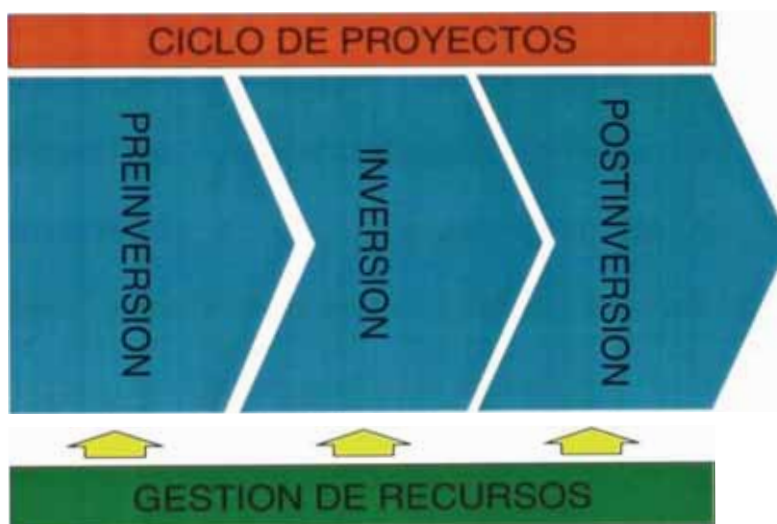 CICLO DE PROYECTOS
PREINVERSION
INVERSION
POSTINVERSION
GESTION DE RECURSOS